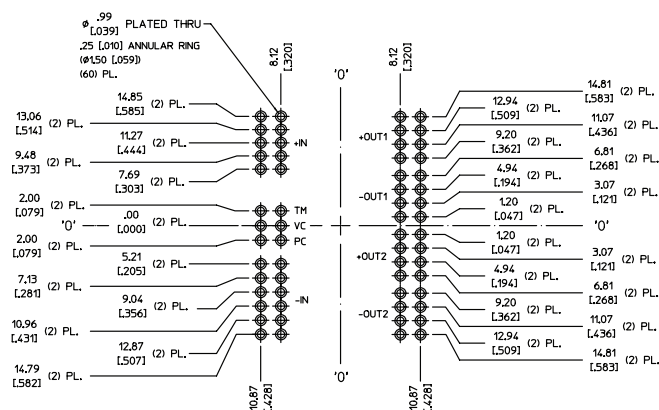 ø .99
[.039] PLATED THRU
.25 [.010] ANNULAR RING
(ø1.50 [.059])
(60) PL.
8.12
[.320]
'0'
8.12
[.320]
14.85
[.585] (2) PL.
13.06
[.514] (2) PL.
11.27
[.444] (2) PL.
+IN
9.48
[.373] (2) PL.
7.69
[.303] (2) PL.
2.00
[.079] (2) PL.
TM
'0'
.00
[.000] (2) PL.
VC
2.00
[.079] (2) PL.
PC
5.21
[.205] (2) PL.
7.13
[.281] (2) PL.
9.04
[.356] (2) PL.
-IN
10.96
[.431] (2) PL.
12.87
[.507] (2) PL.
14.79
[.582] (2) PL.
10.87
[.428]
'0'
10.87
[.428]
14.81
[.583] (2) PL.
12.94
[.509] (2) PL.
+OUT1
11.07
[.436] (2) PL.
9.20
[.362] (2) PL.
6.81
[.268] (2) PL.
4.94
[.194] (2) PL.
-OUT1
3.07
[.121] (2) PL.
1.20
[.047] (2) PL.
'0'
1.20
[.047] (2) PL.
+OUT2
3.07
[.121] (2) PL.
4.94
[.194] (2) PL.
6.81
[.268] (2) PL.
9.20
[.362] (2) PL.
-OUT2
11.07
[.436] (2) PL.
12.94
[.509] (2) PL.
14.81
[.583] (2) PL.